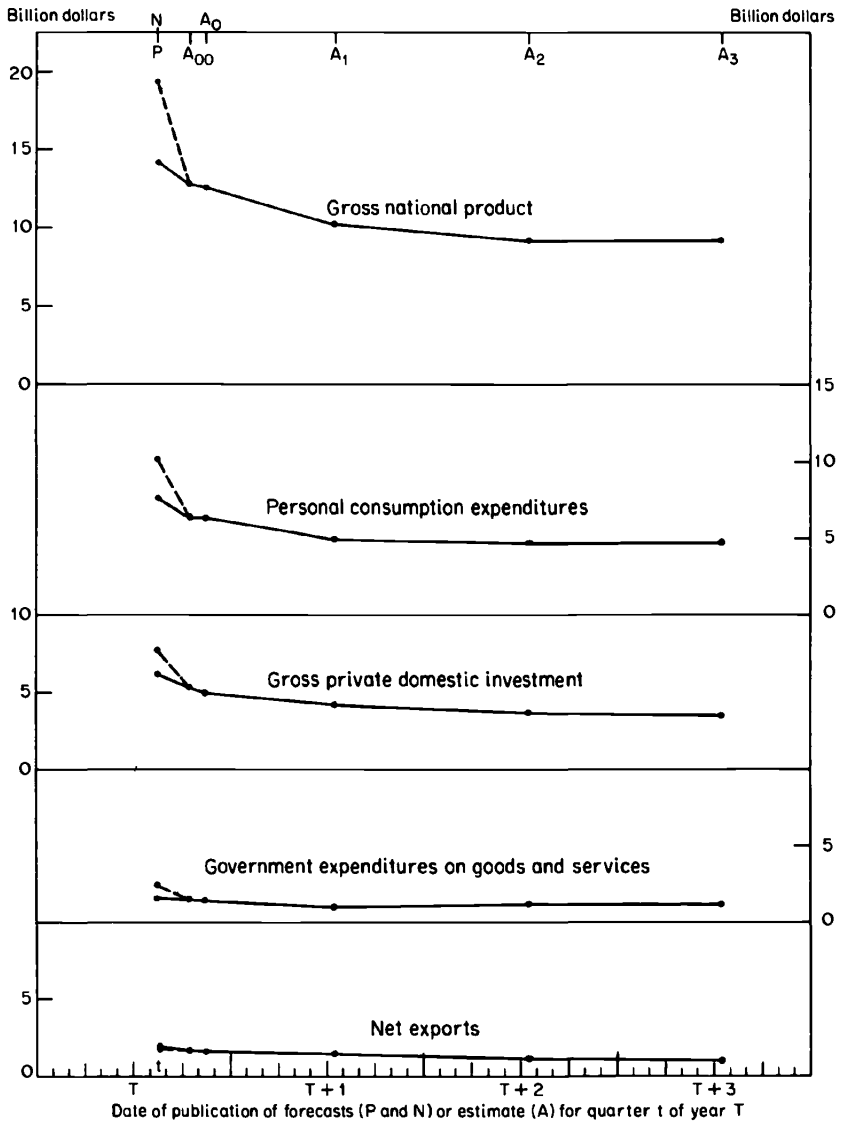 Billion dollars N A0 Billion dollars
P A00 A1 A2 A3
20
15
Gross national product
10
5
0 15
10
Personal consumption expenditures
5
10 0
Gross private domestic investment
5
0
5
Government expenditures on goods and services
0
5
Net exports
t
0
T T+1 T+2 T+3
Date of publication of forecasts (P and N) or estimate (A) for quarter t of year T